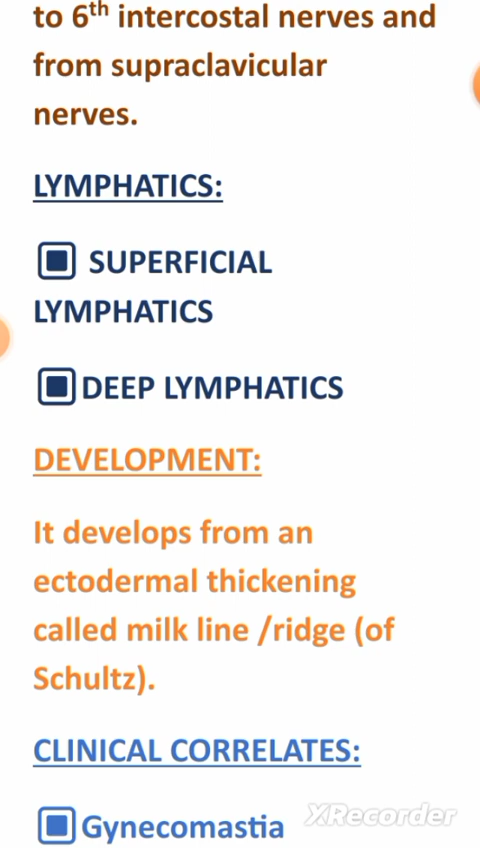 to 6th intercostal nerves and
from supraclavicular
nerves.
LYMPHATICS:
SUPERFICIAL
LYMPHATICS
DEEP LYMPHATICS
DEVELOPMENT:
It develops from an
ectodermal thickening
called milk line /ridge (of
Schultz).
CLINICAL CORRELATES:
Gynecomastia
XRecorder